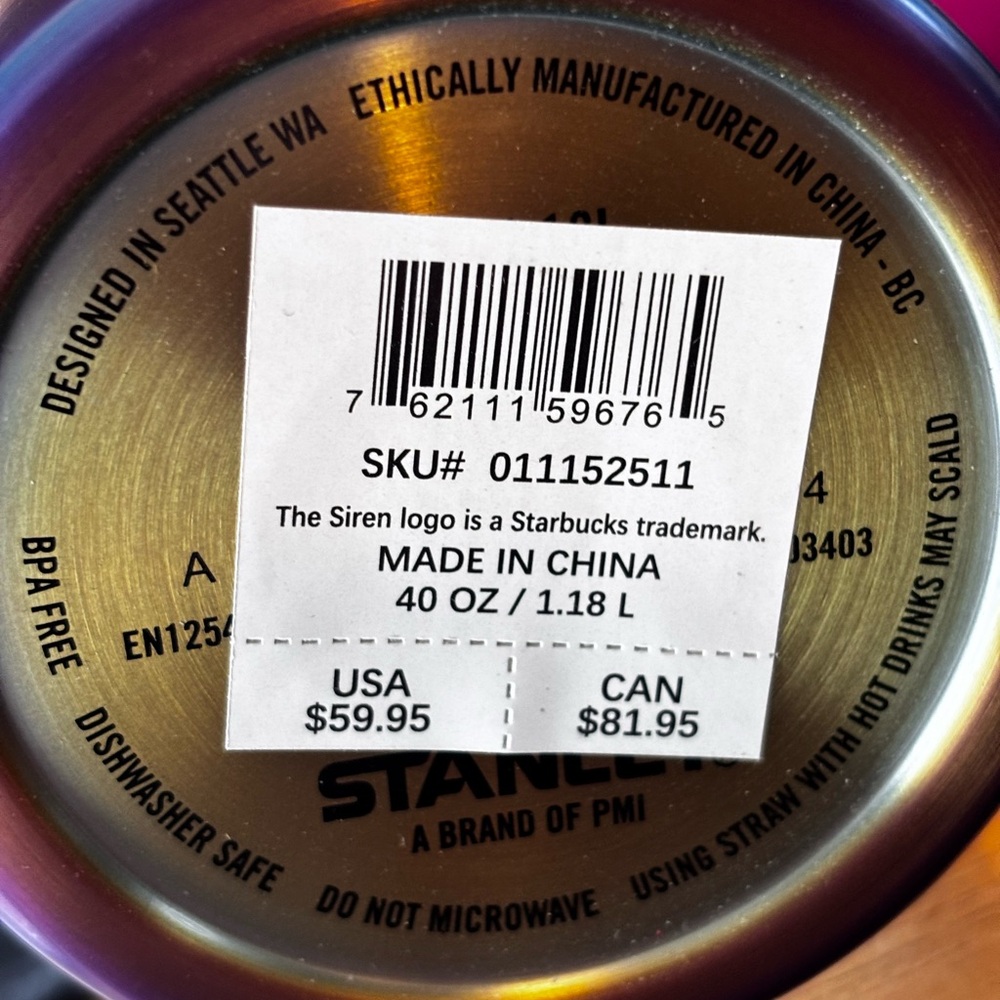 DESIGNED IN SEATTLE WA
ETHICALLY MANUFACTURED IN CHINA - BC
7 62111 59676 5
SKU# 011152511
The Siren logo is a Starbucks trademark.
MADE IN CHINA
40 OZ / 1.18 L
USA
$59.95
CAN
$81.95
A
4
STANLEY
A BRAND OF PMI
BPA FREE
DISHWASHER SAFE
DO NOT MICROWAVE
USING STRAW WITH HOT DRINKS MAY SCALD